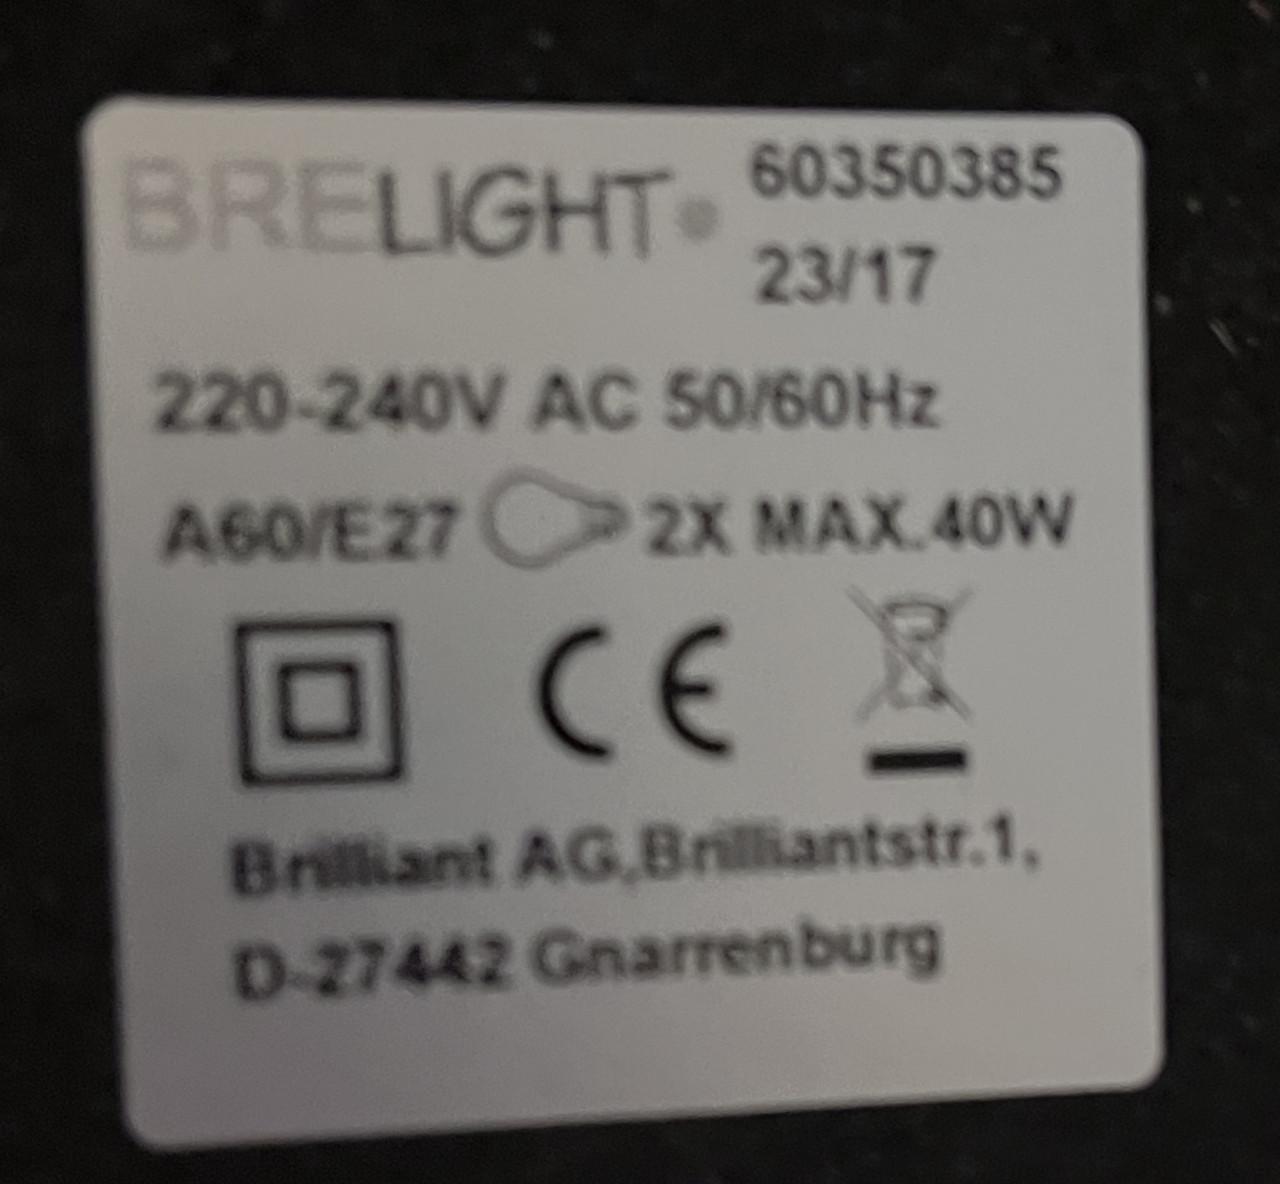 BRELIGHT 60350385
23/17
220-240V AC 50/60Hz
A60/E27 2X MAX.40W
CE
Brilliant AG,Brilliantstr.1,
D-27442 Gnarrenburg